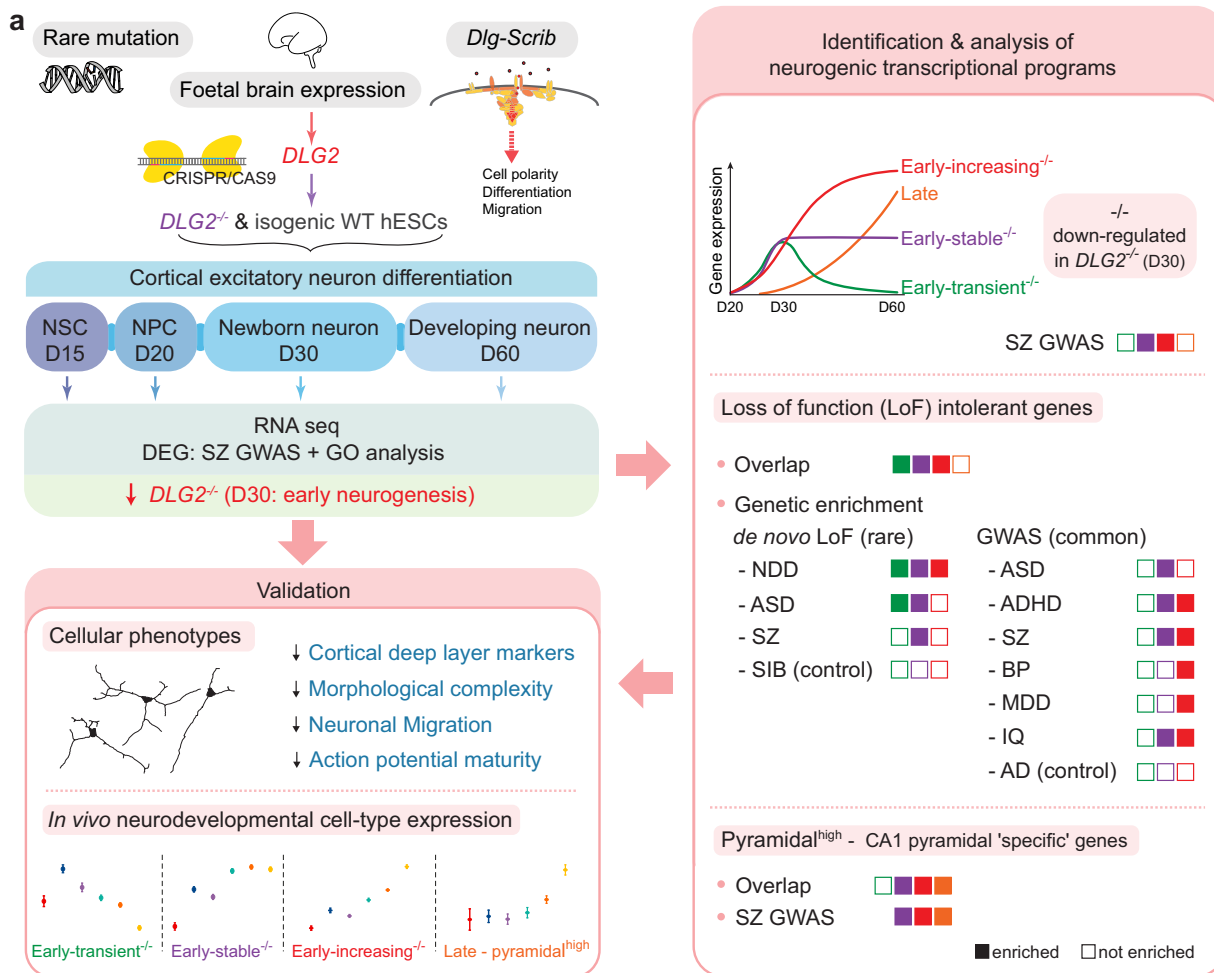 a
Rare mutation
Foetal brain expression
Dlg-Scrib
CRISPR/CAS9
DLG2
Cell polarity
Differentiation
Migration
DLG2-/- & isogenic WT hESCs
Cortical excitatory neuron differentiation
NSC
D15
NPC
D20
Newborn neuron
D30
Developing neuron
D60
RNA seq
DEG: SZ GWAS + GO analysis
↓ DLG2-/- (D30: early neurogenesis)
Validation
Cellular phenotypes
↓ Cortical deep layer markers
↓ Morphological complexity
↓ Neuronal Migration
↓ Action potential maturity
In vivo neurodevelopmental cell-type expression
Early-transient-/-
Early-stable-/-
Early-increasing-/-
Late - pyramidalhigh
Identification & analysis of
neurogenic transcriptional programs
Gene expression
Early-increasing-/-
Late
Early-stable-/-
Early-transient-/-
D20
D30
D60
-/-
down-regulated
in DLG2-/- (D30)
SZ GWAS
Loss of function (LoF) intolerant genes
• Overlap
• Genetic enrichment
de novo LoF (rare)
- NDD
- ASD
- SZ
- SIB (control)
GWAS (common)
- ASD
- ADHD
- SZ
- BP
- MDD
- IQ
- AD (control)
Pyramidalhigh - CA1 pyramidal 'specific' genes
• Overlap
• SZ GWAS
enriched
not enriched